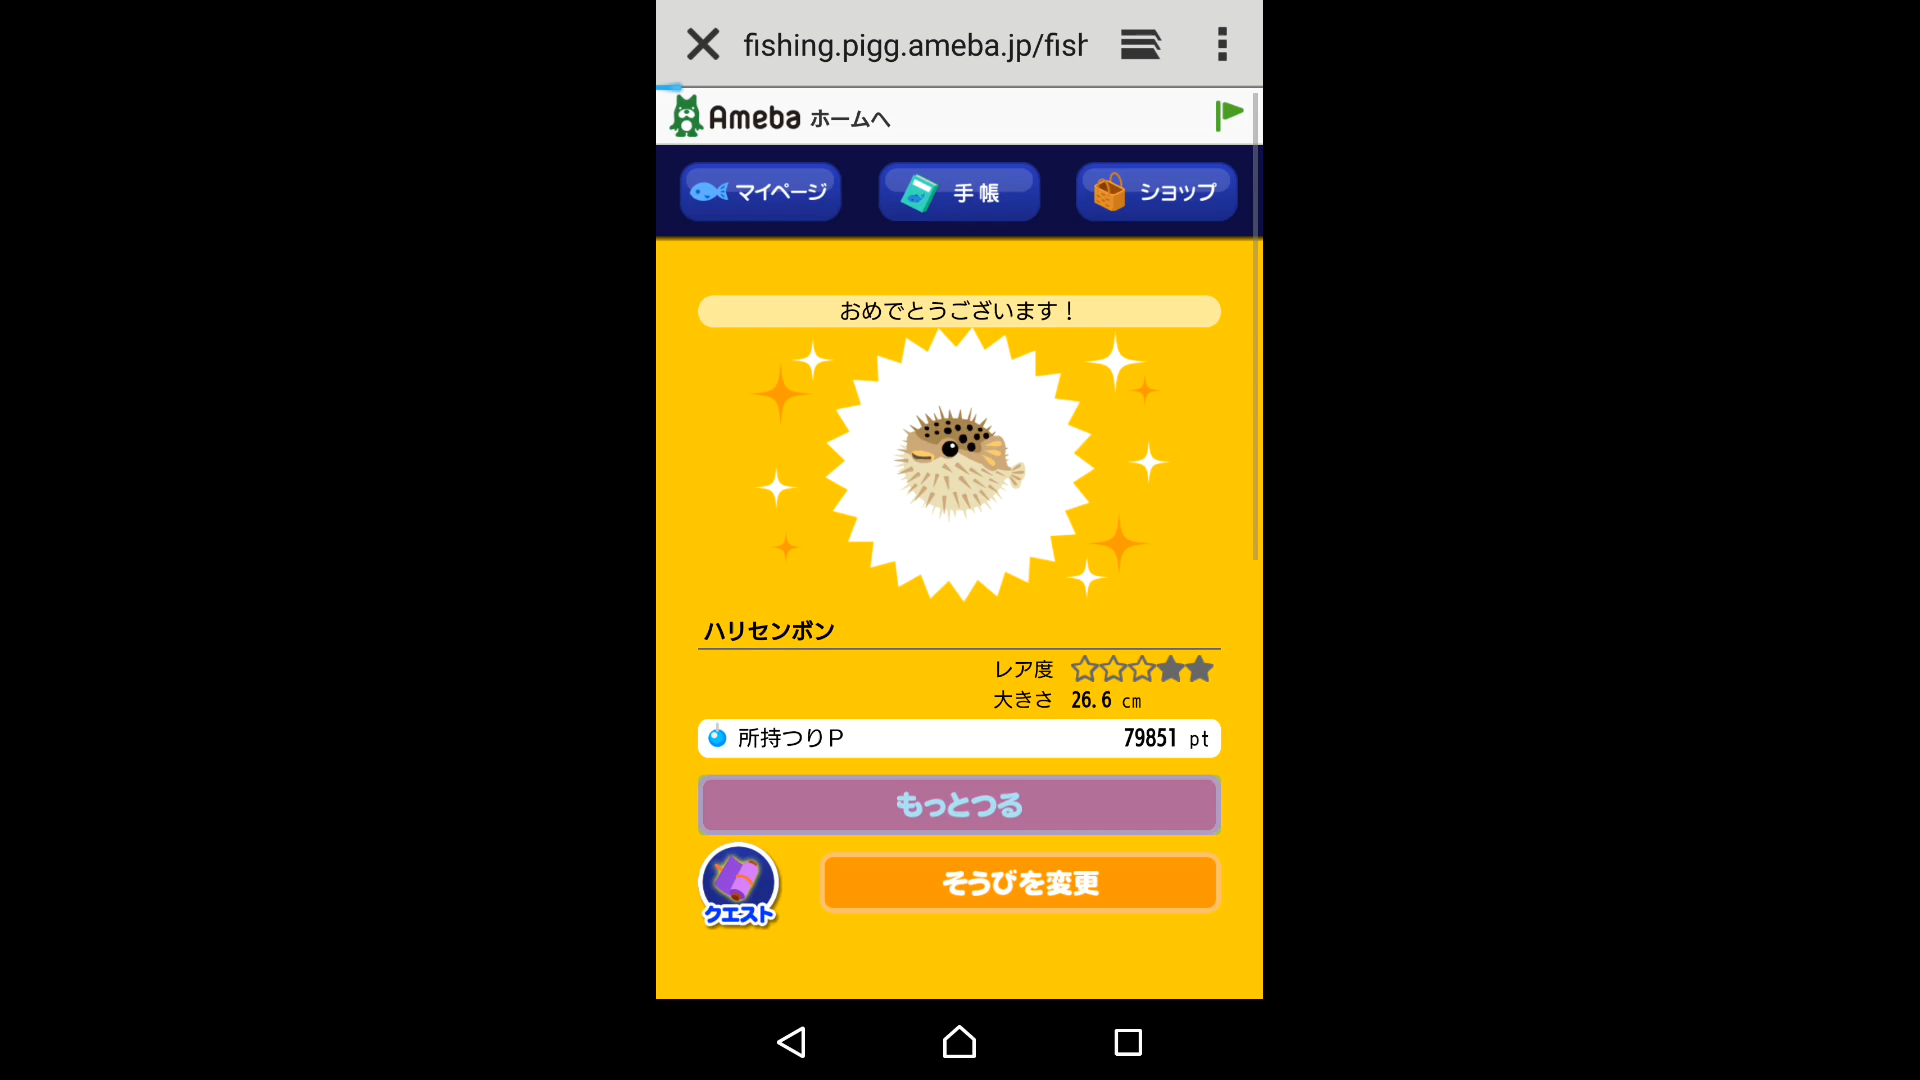 fishing.pigg.ameba.jp/fish
Ameba ホームへ
マイページ
手帳
ショップ
おめでとうございます！
ハリセンボン
レア度 ☆☆☆★★
大きさ 26.6 cm
所持つりP 79851 pt
もっとつる
クエスト
そうびを変更